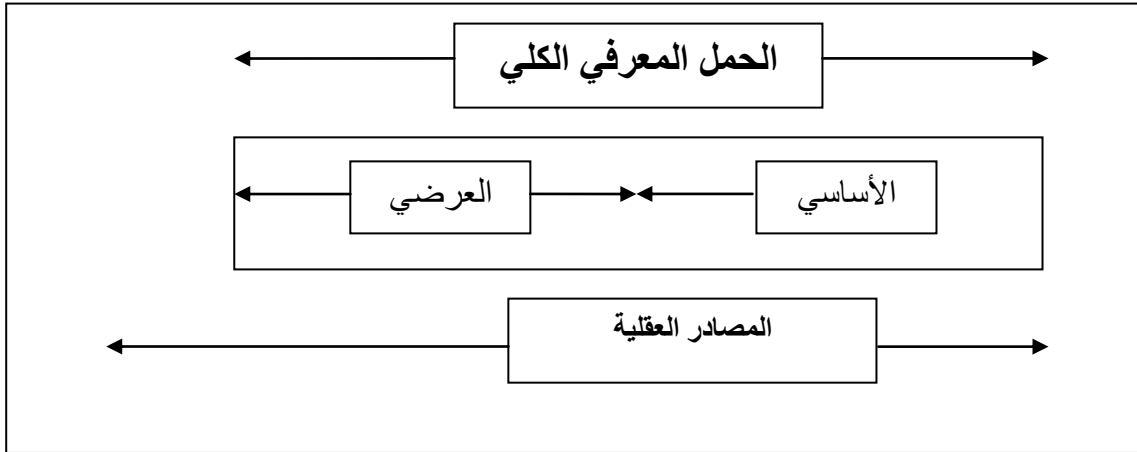 الحمل المعرفي الكلي
الأساسي
العرضي
المصادر العقلية